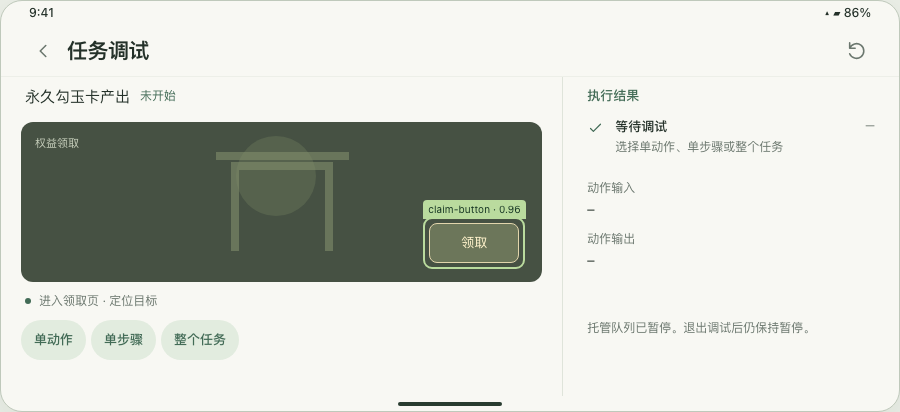 9:41
86%
任务调试
永久勾玉卡产出 未开始
权益领取
claim-button · 0.96
领取
进入领取页 · 定位目标
单动作
单步骤
整个任务
执行结果
等待调试 —
选择单动作、单步骤或整个任务
动作输入
—
动作输出
—
托管队列已暂停。退出调试后仍保持暂停。